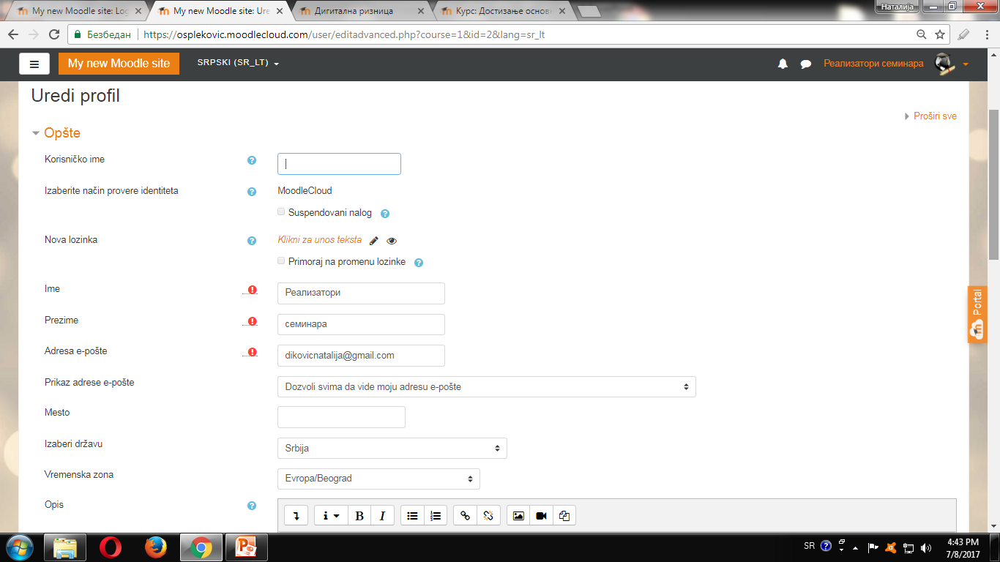 My new Moodle site: Log
My new Moodle site: Ure
Дигитална ризница
Курс: Достизање основн
Наталија
Безбедан
https://osplekovic.moodlecloud.com/user/editadvanced.php?course=1&id=2&lang=sr_lt
My new Moodle site
SRPSKI (SR_LT)
Реализатори семинара
Uredi profil
Proširi sve
Opšte
Korisničko ime
Izaberite način provere identiteta
MoodleCloud
Suspendovani nalog
Nova lozinka
Klikni za unos teksta
Primoraj na promenu lozinke
Ime
Реализатори
Prezime
семинара
Adresa e-pošte
dikovicnatalija@gmail.com
Prikaz adrese e-pošte
Dozvoli svima da vide moju adresu e-pošte
Mesto
Izaberi državu
Srbija
Vremenska zona
Evropa/Beograd
Opis
B I
Portal
SR
4:43 PM
7/8/2017